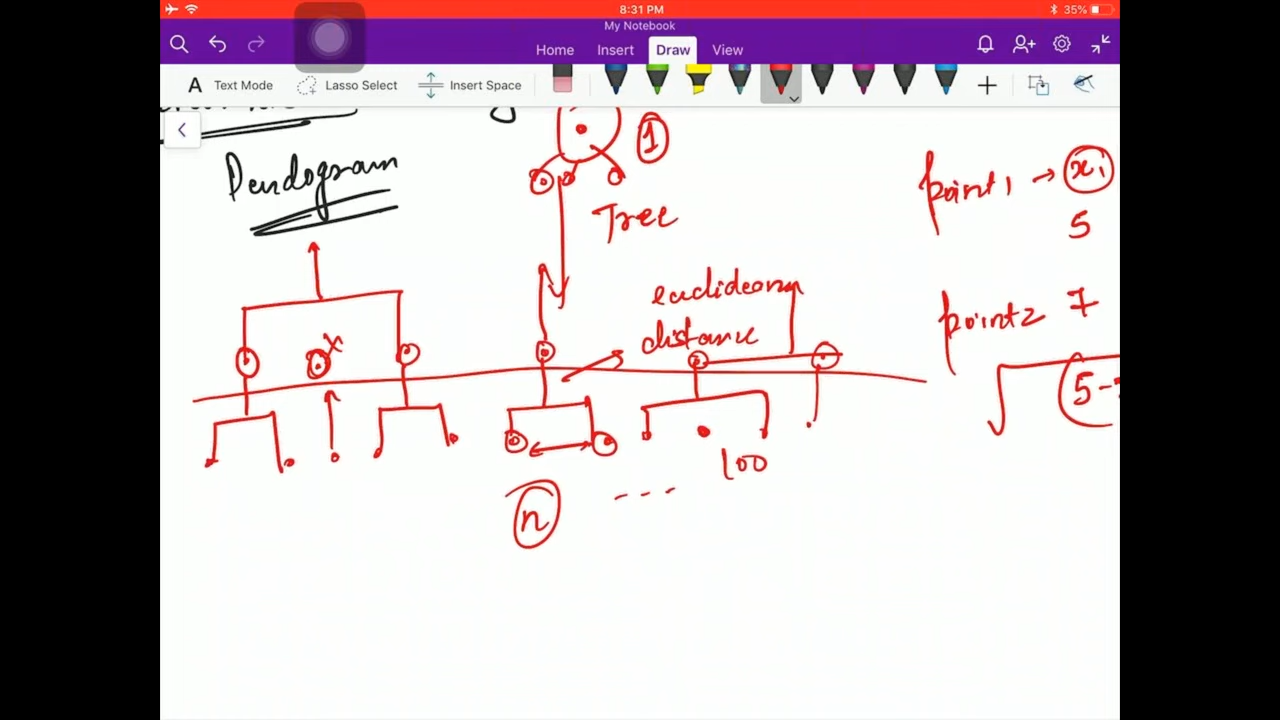 8:31 PM
35%
My Notebook
Home Insert Draw View
A Text Mode Lasso Select Insert Space
Dendogram
1
Tree
point1 → x1
5
euclidean
distance
point2 7
x
√ (5-
100
n ---